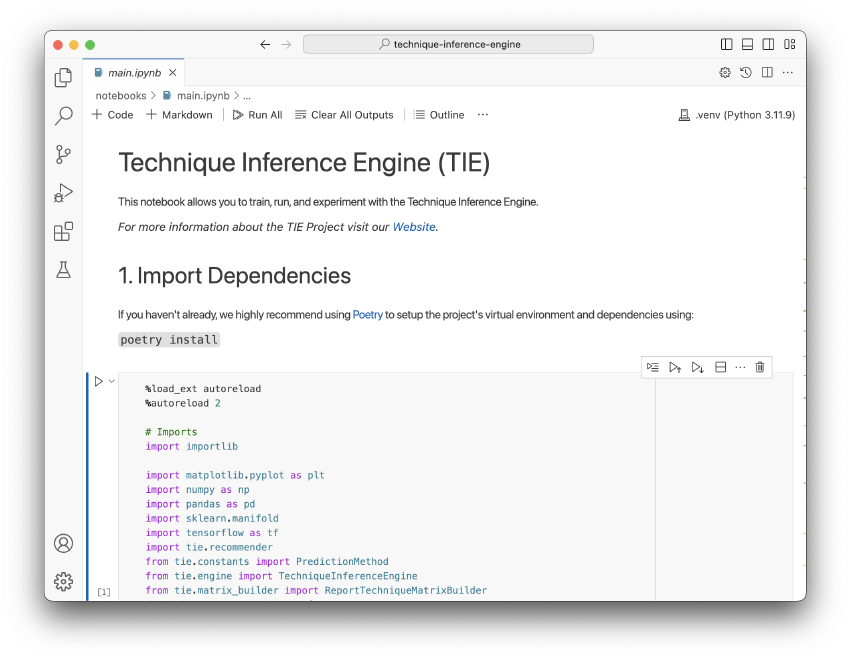 technique-inference-engine
main.ipynb
notebooks > main.ipynb > ...
+ Code + Markdown Run All Clear All Outputs Outline ... .venv (Python 3.11.9)
Technique Inference Engine (TIE)
This notebook allows you to train, run, and experiment with the Technique Inference Engine.
For more information about the TIE Project visit our Website.
1. Import Dependencies
If you haven't already, we highly recommend using Poetry to setup the project's virtual environment and dependencies using:
poetry install
%load_ext autoreload
%autoreload 2
# Imports
import importlib
import matplotlib.pyplot as plt
import numpy as np
import pandas as pd
import sklearn.manifold
import tensorflow as tf
import tie.recommender
from tie.constants import PredictionMethod
from tie.engine import TechniqueInferenceEngine
[1] from tie.matrix_builder import ReportTechniqueMatrixBuilder